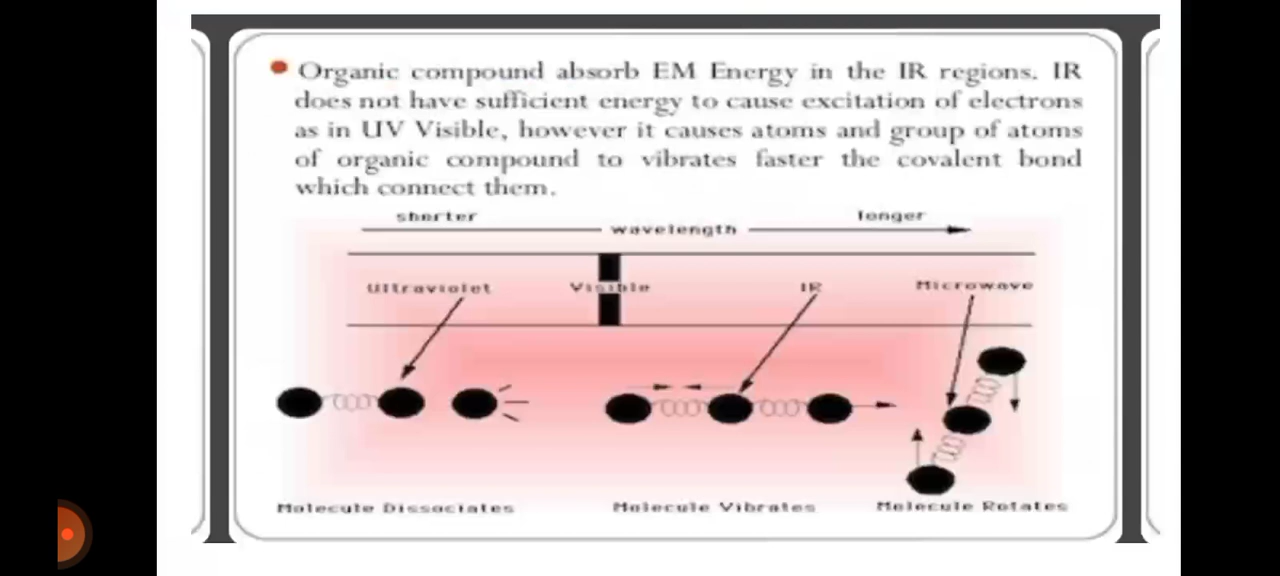 Organic compound absorb EM Energy in the IR regions. IR
does not have sufficient energy to cause excitation of electrons
as in UV Visible, however it causes atoms and group of atoms
of organic compound to vibrates faster the covalent bond
which connect them.
shorter longer
wavelength
Ultraviolet Visible IR Microwave
Molecule Dissociates Molecule Vibrates Molecule Rotates